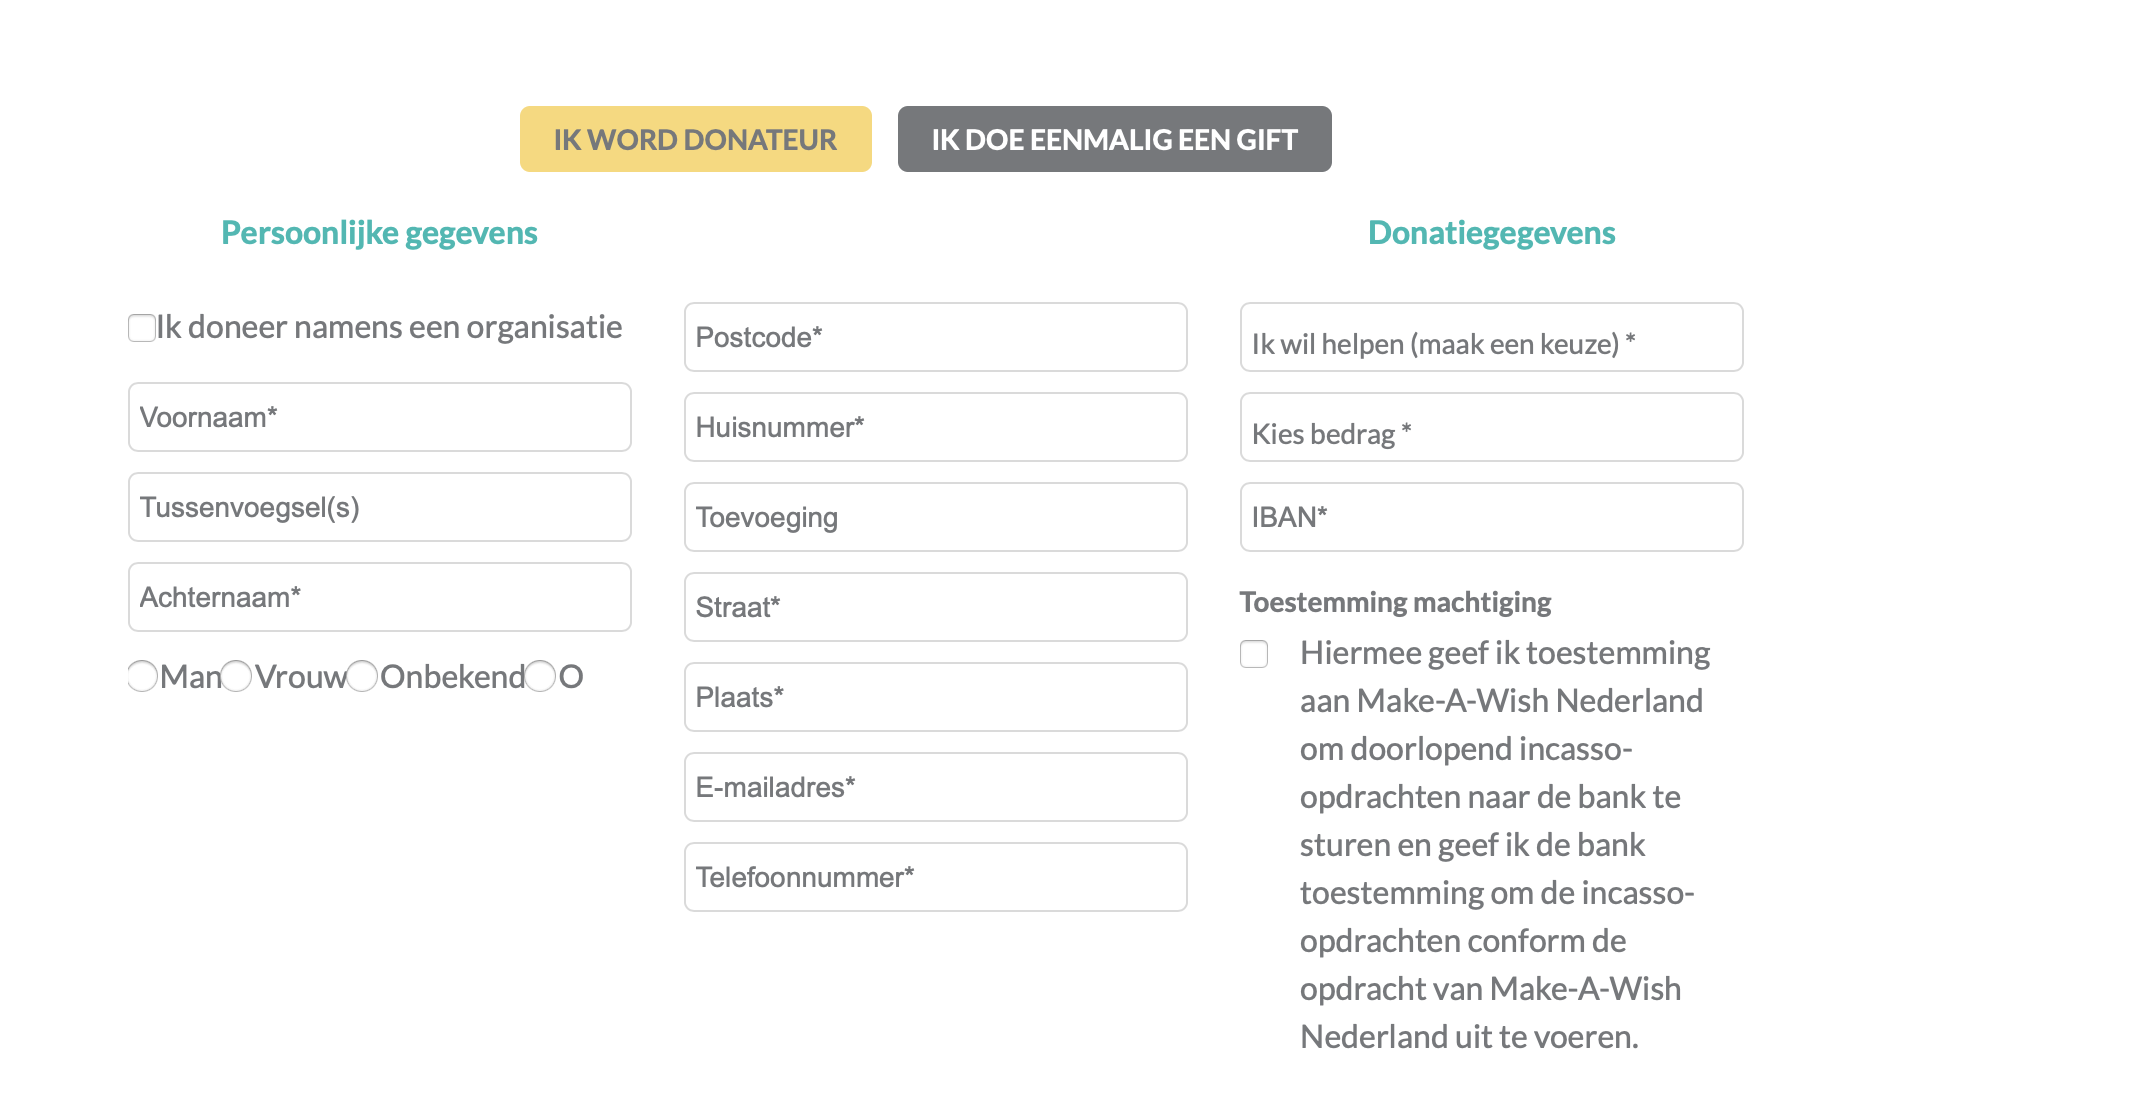 IK WORD DONATEUR
IK DOE EENMALIG EEN GIFT
Persoonlijke gegevens
Ik doneer namens een organisatie
Voornaam*
Tussenvoegsel(s)
Achternaam*
Man Vrouw Onbekend O
Postcode*
Huisnummer*
Toevoeging
Straat*
Plaats*
E-mailadres*
Telefoonnummer*
Donatiegegevens
Ik wil helpen (maak een keuze) *
Kies bedrag *
IBAN*
Toestemming machtiging
Hiermee geef ik toestemming
aan Make-A-Wish Nederland
om doorlopend incasso-
opdrachten naar de bank te
sturen en geef ik de bank
toestemming om de incasso-
opdrachten conform de
opdracht van Make-A-Wish
Nederland uit te voeren.